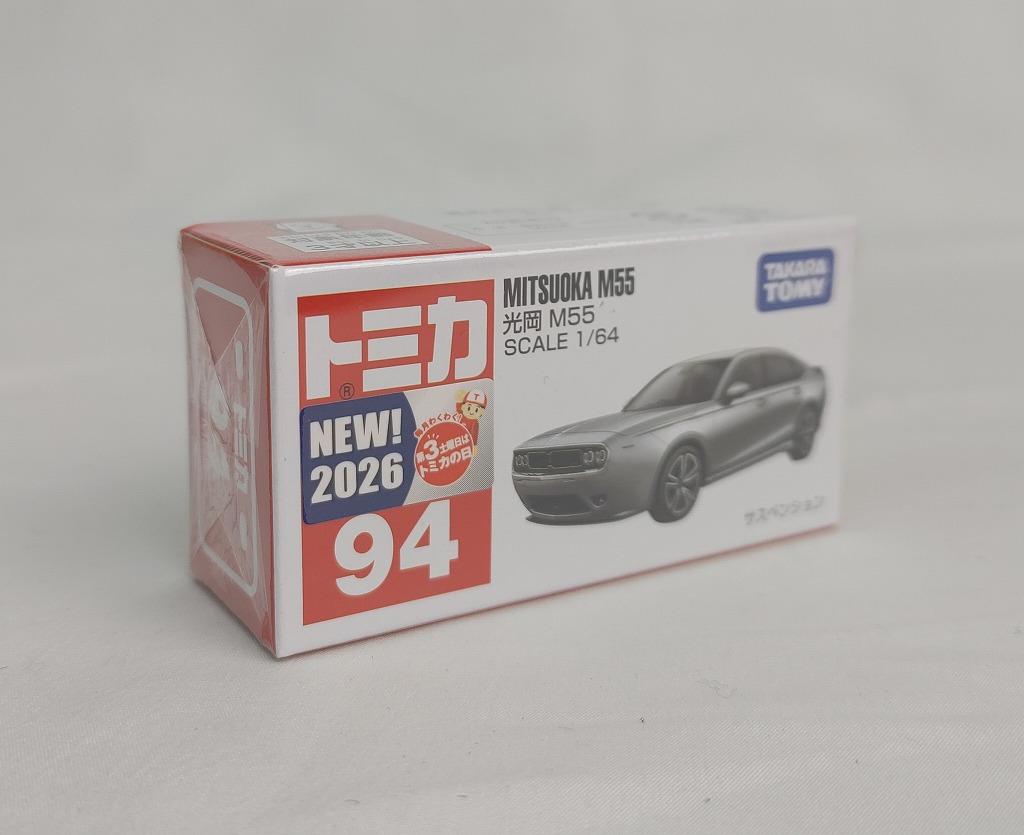 トミカ
®
NEW!
2026
毎月わくわく!
第3土曜日は
トミカの日
T
94
MITSUOKA M55
光岡 M55
SCALE 1/64
TAKARA
TOMY
サスペンション